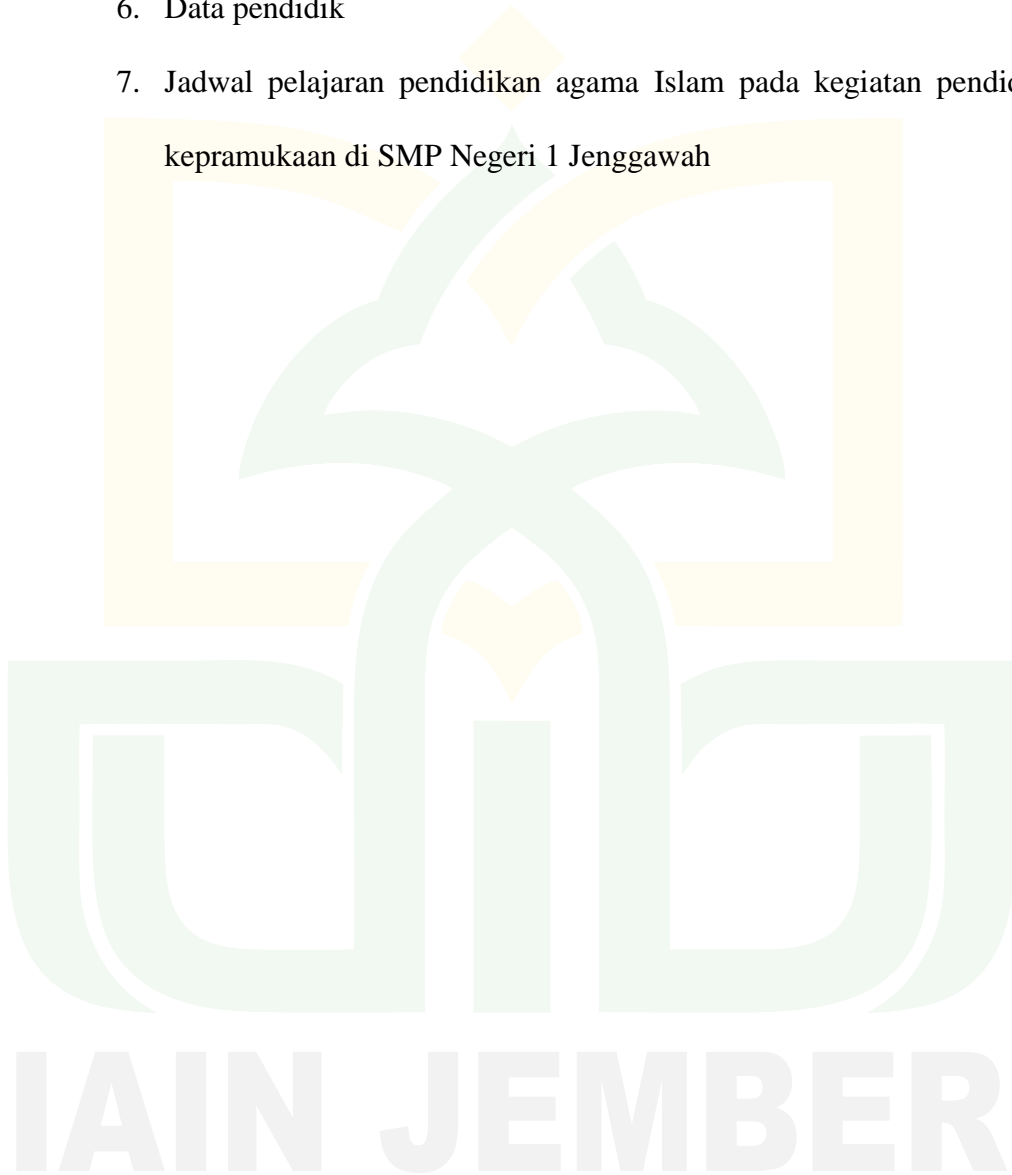 6. Data pendidik
7. Jadwal pelajaran pendidikan agama Islam pada kegiatan
kepramukaan di SMP Negeri 1 Jenggawah
IAIN JEMBER